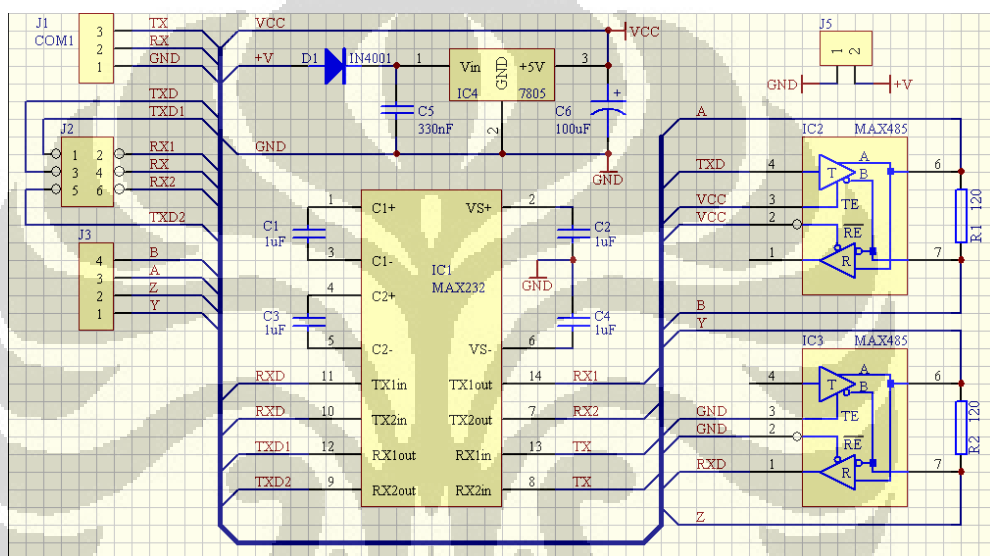 J1
COM1
3 TX
2 RX
1 GND
VCC
+V
D1 IN4001
1 Vin GND +5V 3
IC4 7805
2
C5
330nF
C6
100uF
+
VCC
GND
GND
J5
1 2
GND +V
TXD
TXD1
J2
1 2 RX1
3 4 RX
5 6 RX2
TXD2
J3
4 B
3 A
2 Z
1 Y
IC1
MAX232
1 C1+
3 C1-
4 C2+
5 C2-
C1
1uF
C3
1uF
RXD 11 TX1in
RXD 10 TX2in
TXD1 12 RX1out
TXD2 9 RX2out
VS+ 2
VS- 6
C2
1uF
GND
C4
1uF
TX1out 14 RX1
TX2out 7 RX2
RX1in 13 TX
RX2in 8 TX
A
IC2 MAX485
TXD 4
VCC 3
VCC 2
1
T A B
TE
RE
R
6
7
R1 120
B
Y
IC3 MAX485
4
GND 3
GND 2
RXD 1
T A B
TE
RE
R
6
7
R2 120
Z